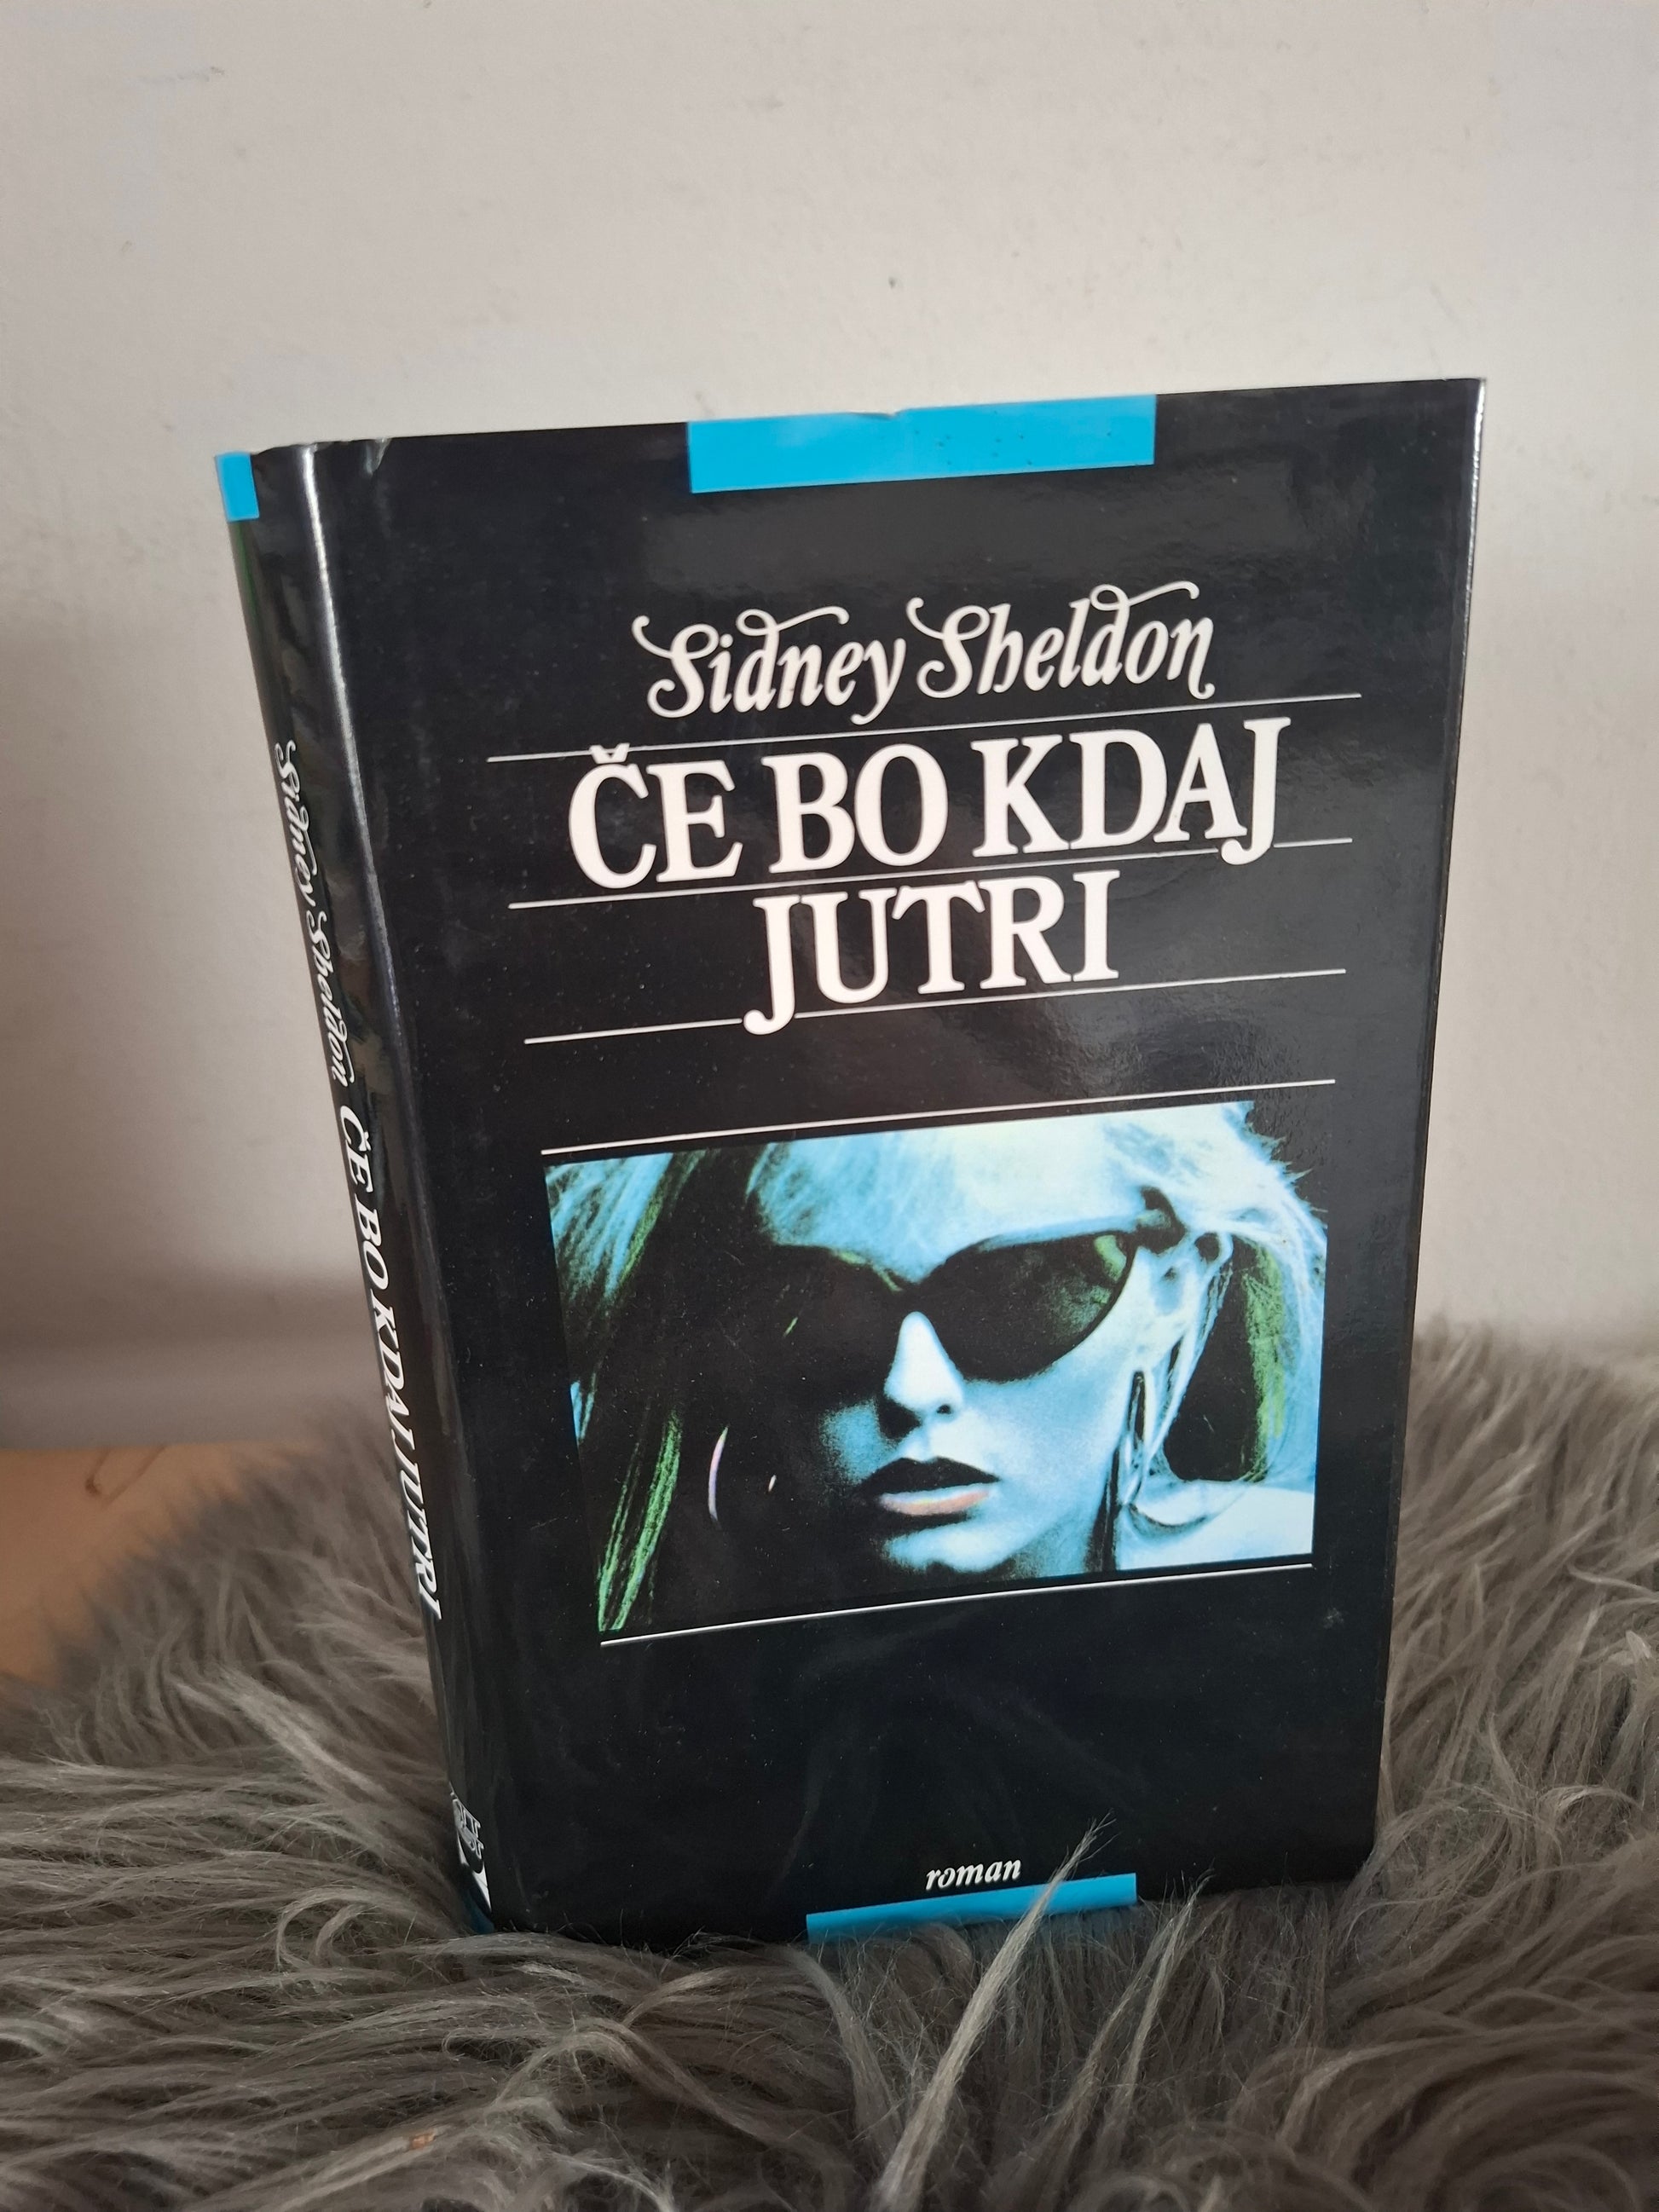 Sidney Sheldon
ČE BO KDAJ
JUTRI
roman
Sidney Sheldon ČE BO KDAJ JUTRI